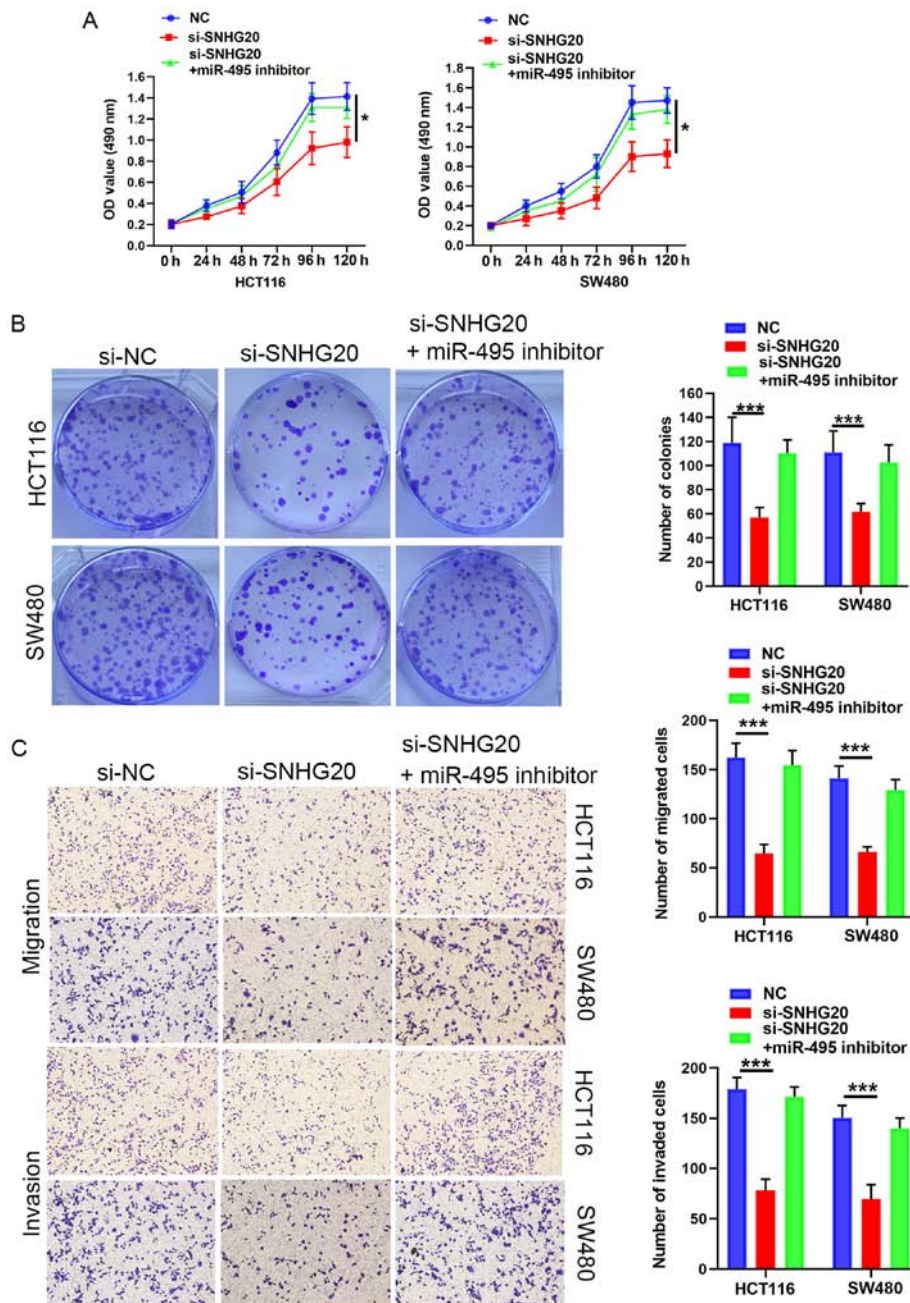 A
NC
si-SNHG20
si-SNHG20
+miR-495 inhibitor
OD value (490 nm)
1.6
1.4
1.2
1.0
0.8
0.6
0.4
0.2
0.0
0 h 24 h 48 h 72 h 96 h 120 h
HCT116
*
NC
si-SNHG20
si-SNHG20
+miR-495 inhibitor
OD value (490 nm)
1.8
1.6
1.4
1.2
1.0
0.8
0.6
0.4
0.2
0.0
0 h 24 h 48 h 72 h 96 h 120 h
SW480
*
B
si-NC
si-SNHG20
si-SNHG20
+ miR-495 inhibitor
HCT116
SW480
NC
si-SNHG20
si-SNHG20
+miR-495 inhibitor
Number of colonies
160
140
120
100
80
60
40
20
0
***
***
HCT116
SW480
C
si-NC
si-SNHG20
si-SNHG20
+ miR-495 inhibitor
Migration
HCT116
SW480
Invasion
HCT116
SW480
NC
si-SNHG20
si-SNHG20
+miR-495 inhibitor
Number of migrated cells
200
150
100
50
0
***
***
HCT116
SW480
NC
si-SNHG20
si-SNHG20
+miR-495 inhibitor
Number of invaded cells
200
150
100
50
0
***
***
HCT116
SW480